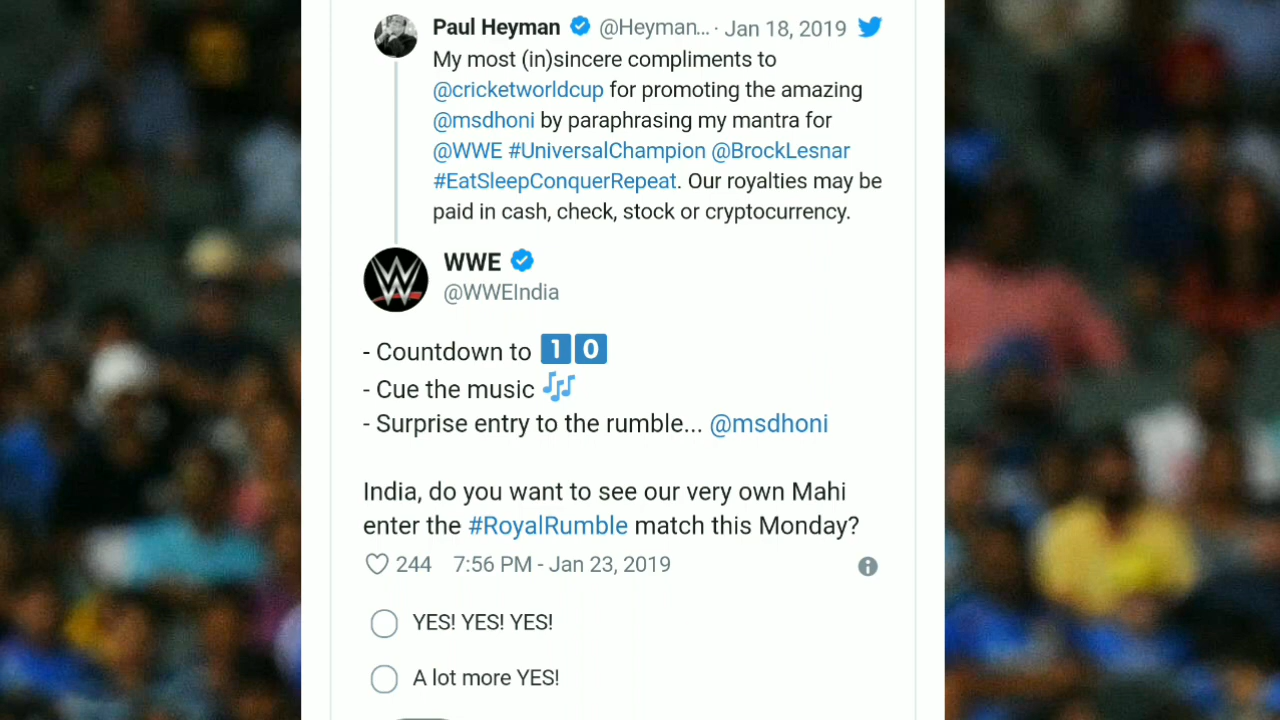 Paul Heyman @Heyman... · Jan 18, 2019
My most (in)sincere compliments to
@cricketworldcup for promoting the amazing
@msdhoni by paraphrasing my mantra for
@WWE #UniversalChampion @BrockLesnar
#EatSleepConquerRepeat. Our royalties may be
paid in cash, check, stock or cryptocurrency.
WWE
@WWEIndia
- Countdown to 10
- Cue the music 🎶
- Surprise entry to the rumble... @msdhoni
India, do you want to see our very own Mahi
enter the #RoyalRumble match this Monday?
244 7:56 PM - Jan 23, 2019
YES! YES! YES!
A lot more YES!